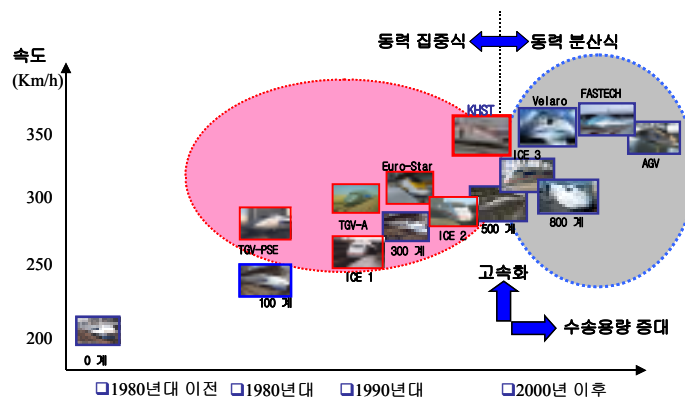 동력 집중식
동력 분산식
속도
(Km/h)
350
300
250
200
KHST
Velaro
FASTECH
AGV
ICE 3
Euro-Star
TGV-A
300 계
ICE 2
500 계
800 계
TGV-PSE
ICE 1
100 계
0 계
고속화
수송용량 증대
❑1980년대 이전
❑1980년대
❑1990년대
❑2000년 이후